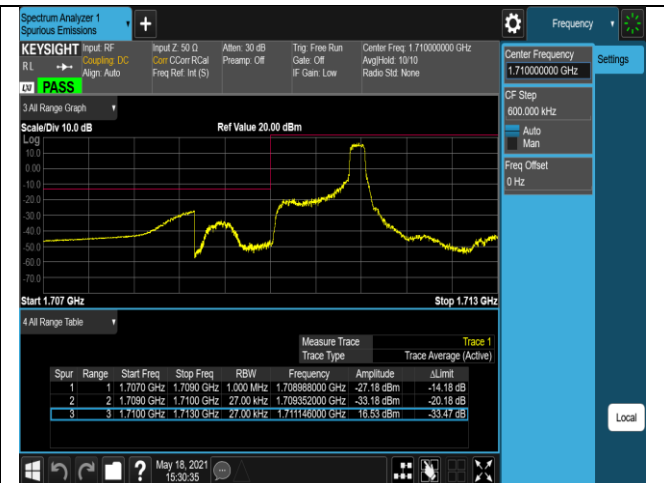 Spectrum Analyzer 1
Spurious Emissions
Frequency
KEYSIGHT
RL
LXI
PASS
Input: RF
Coupling: DC
Align: Auto
Input Z: 50 Ω
Corr CCorr RCal
Freq Ref: Int (S)
Atten: 30 dB
Preamp: Off
Trig: Free Run
Gate: Off
IF Gain: Low
Center Freq: 1.710000000 GHz
Avg|Hold: 10/10
Radio Std: None
Center Frequency
1.710000000 GHz
Settings
CF Step
600.000 kHz
Auto
Man
Freq Offset
0 Hz
3 All Range Graph
Scale/Div 10.0 dB
Ref Value 20.00 dBm
Log
10.0
0.00
-10.0
-20.0
-30.0
-40.0
-50.0
-60.0
-70.0
Start 1.707 GHz
Stop 1.713 GHz
4 All Range Table
Measure Trace Trace 1
Trace Type Trace Average (Active)
Spur Range Start Freq Stop Freq RBW Frequency Amplitude ΔLimit
1 1 1.7070 GHz 1.7090 GHz 1.000 MHz 1.708988000 GHz -27.18 dBm -14.18 dB
2 2 1.7090 GHz 1.7100 GHz 27.00 kHz 1.709352000 GHz -33.18 dBm -20.18 dB
3 3 1.7100 GHz 1.7130 GHz 27.00 kHz 1.711146000 GHz 16.53 dBm -33.47 dB
Local
May 18, 2021
15:30:35